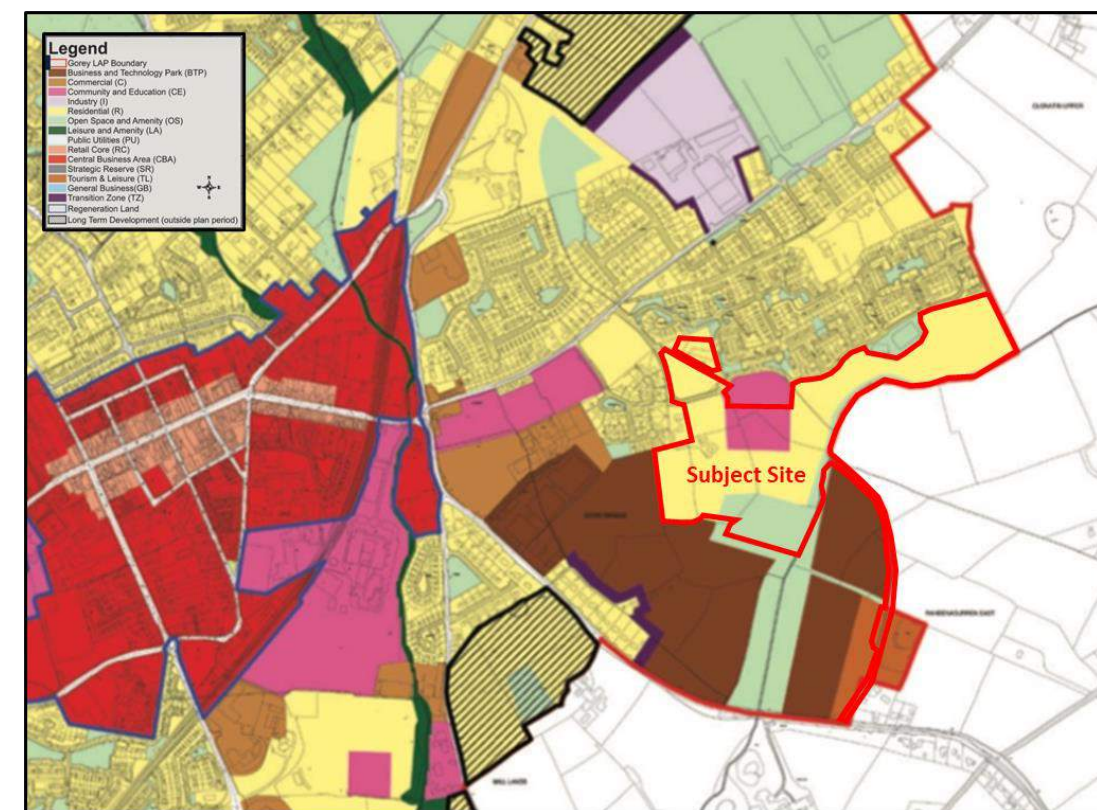 Legend
Gorey LAP Boundary
Business and Technology Park (BTP)
Commercial (C)
Community and Education (CE)
Industry (I)
Residential (R)
Open Space and Amenity (OS)
Leisure and Amenity (LA)
Public Utilities (PU)
Retail Core (RC)
Central Business Area (CBA)
Strategic Reserve (SR)
Tourism & Leisure (TL)
General Business(GB)
Transition Zone (TZ)
Regeneration Land
Long Term Development (outside plan period)
Subject Site